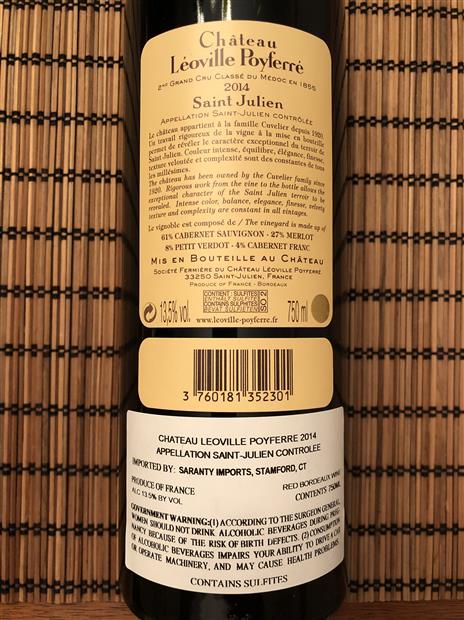 Château
Léoville Poyferré
2ME GRAND CRU CLASSÉ DU MÉDOC EN 1855
2014
Saint Julien
APPELLATION SAINT-JULIEN CONTRÔLÉE
Le château appartient à la famille Cuvelier depuis 1920.
Un travail rigoureux de la vigne à la mise en bouteille
permet de révéler le caractère exceptionnel du terroir de
Saint Julien. Couleur intense, équilibre, élégance, finesse,
texture veloutée et complexité sont des constantes de tous
les millésimes.
The château has been owned by the Cuvelier family since
1920. Rigorous work from the vine to the bottle allows the
exceptional character of the Saint Julien terroir to be
revealed. Intense color, balance, elegance, finesse, velvety
texture and complexity are constant in all vintages.
Le vignoble est composé de / The vineyard is made up of
61% CABERNET SAUVIGNON - 27% MERLOT
8% PETIT VERDOT - 4% CABERNET FRANC
MIS EN BOUTEILLE AU CHÂTEAU
SOCIÉTÉ FERMIÈRE DU CHÂTEAU LÉOVILLE POYFERRÉ
33250 SAINT-JULIEN, FRANCE
PRODUCE OF FRANCE - BORDEAUX
CONTIENT : SULFITES
ENTHÄLT SULFITE
CONTAINS SULPHITES
BEVAT SULFIETEN
SO2
13,5% vol.
750 ml
www.leoville-poyferre.fr
3 760181 352301
CHATEAU LEOVILLE POYFERRE 2014
APPELLATION SAINT-JULIEN CONTROLEE
IMPORTED BY: SARANTY IMPORTS, STAMFORD, CT
PRODUCE OF FRANCE RED BORDEAUX WINE
ALC 13.5% BY VOL CONTENTS 750ML
GOVERNMENT WARNING:(1) ACCORDING TO THE SURGEON GENERAL,
WOMEN SHOULD NOT DRINK ALCOHOLIC BEVERAGES DURING PREG-
NANCY BECAUSE OF THE RISK OF BIRTH DEFECTS. (2) CONSUMPTION
OF ALCOHOLIC BEVERAGES IMPAIRS YOUR ABILITY TO DRIVE A CAR
OR OPERATE MACHINERY, AND MAY CAUSE HEALTH PROBLEMS.
CONTAINS SULFITES